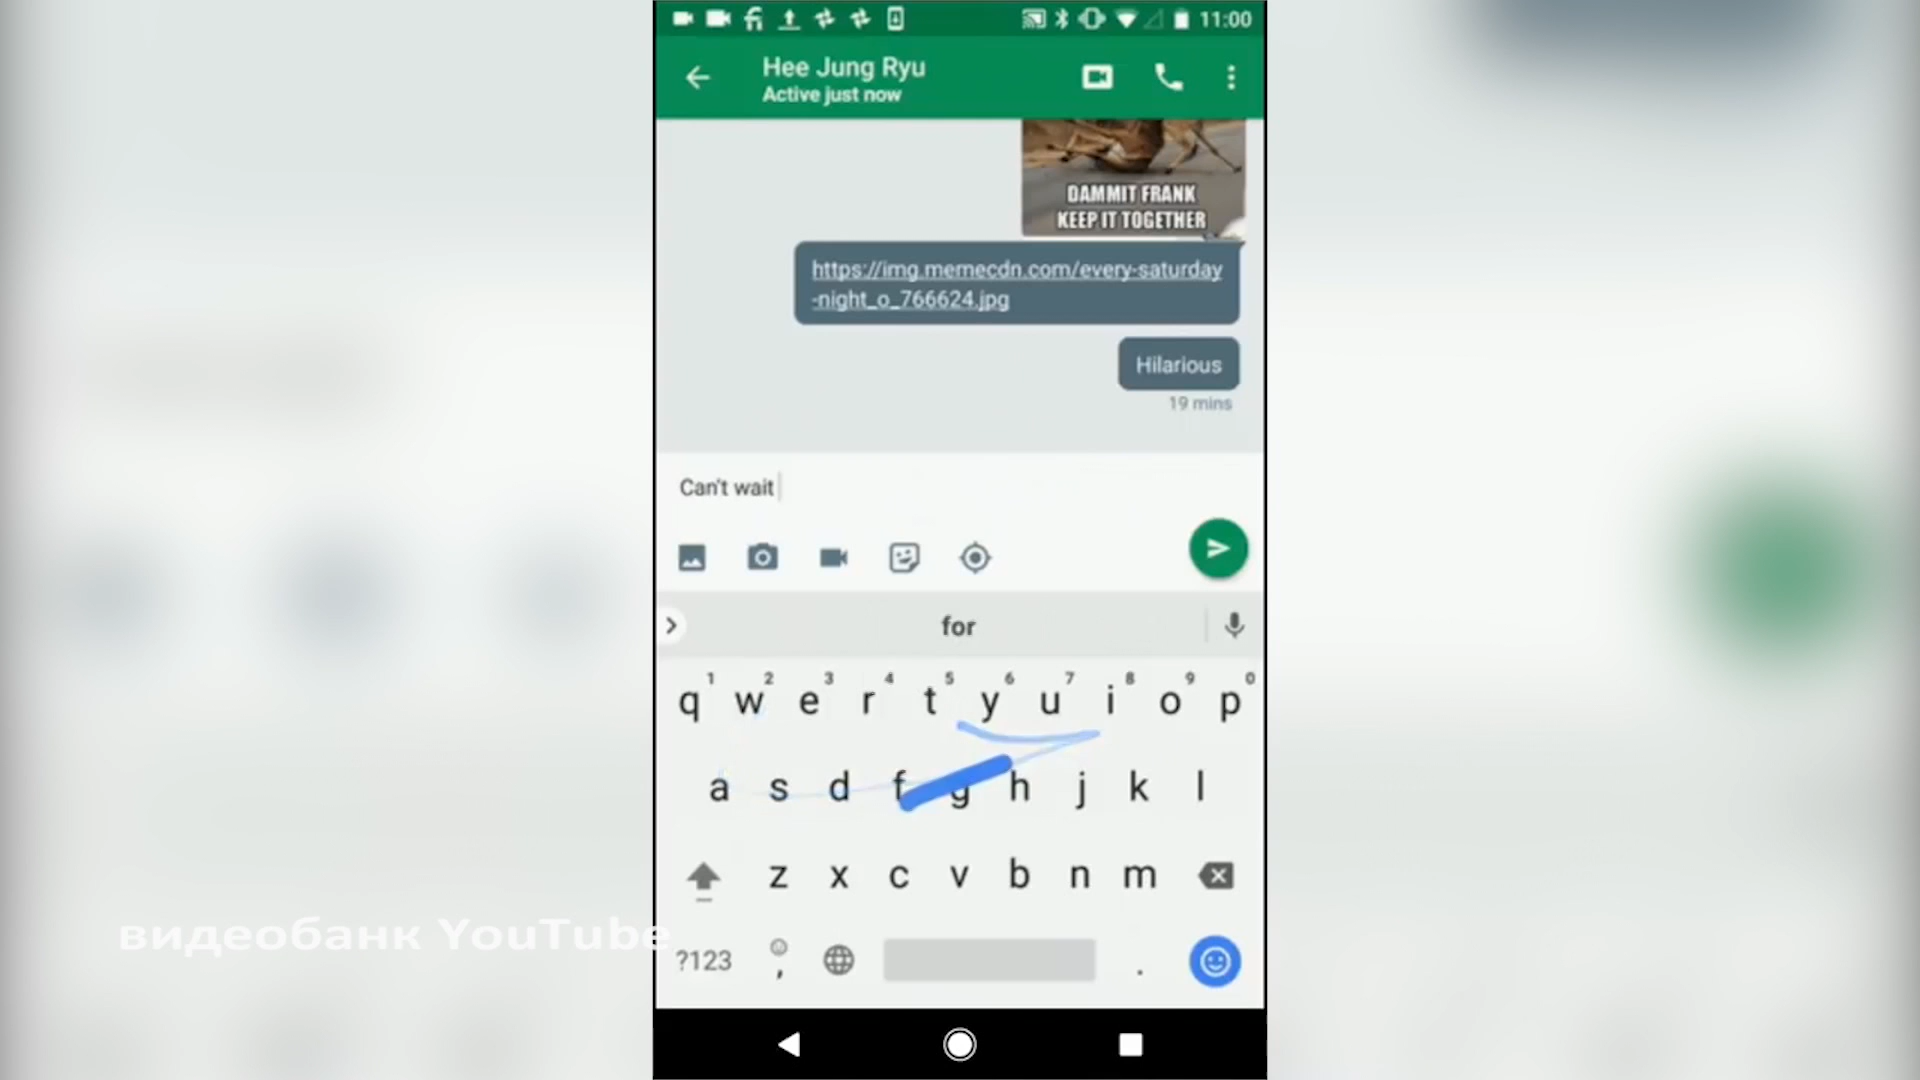 11:00
Hee Jung Ryu
Active just now
DAMMIT FRANK
KEEP IT TOGETHER
https://img.memecdn.com/every-saturday
-night_o_766624.jpg
Hilarious
19 mins
Can't wait
for
1 2 3 4 5 6 7 8 9 0
q w e r t y u i o p
a s d f g h j k l
z x c v b n m
видеобанк YouTube
?123 , .